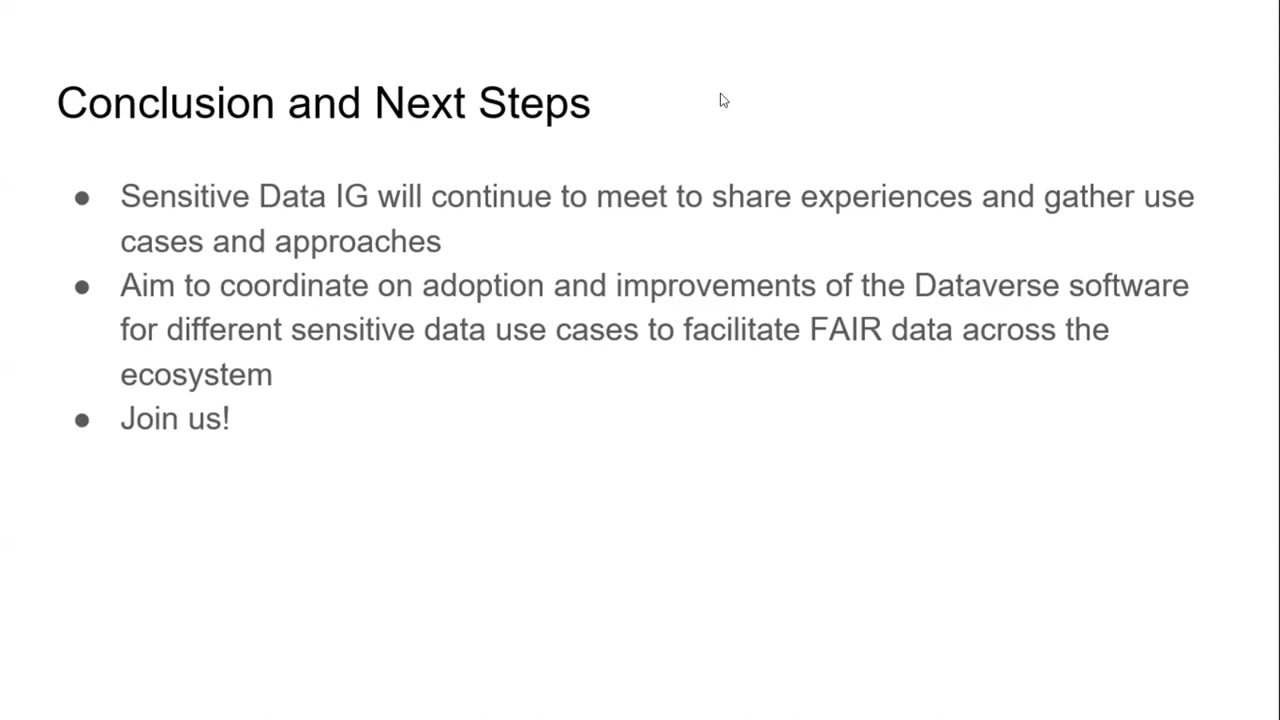 Conclusion and Next Steps
● Sensitive Data IG will continue to meet to share experiences and gather use
cases and approaches
● Aim to coordinate on adoption and improvements of the Dataverse software
for different sensitive data use cases to facilitate FAIR data across the
ecosystem
● Join us!